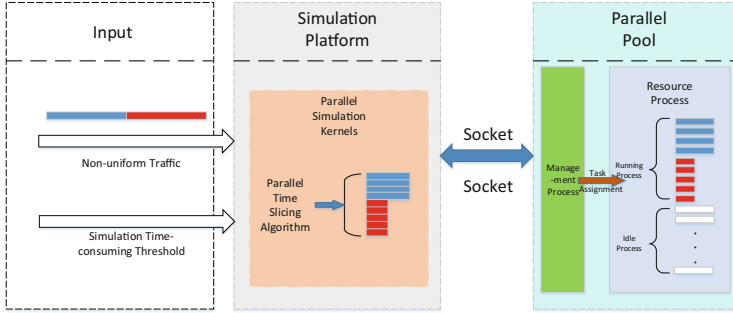 Input
Non-uniform Traffic
Simulation Time-
consuming Threshold
Simulation
Platform
Parallel
Simulation
Kernels
Parallel
Time
Slicing
Algorithm
Socket
Socket
Parallel
Pool
Manage
-ment
Process
Task
Assignment
Resource
Process
Running
Process
Idle
Process